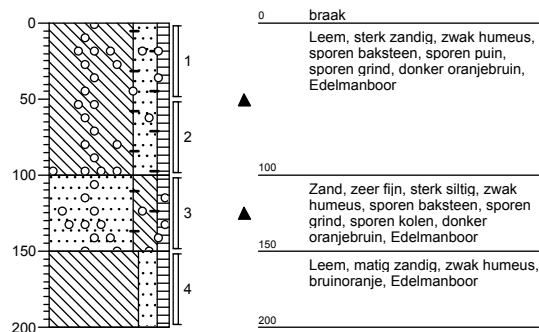 0
50
100
150
200
1
2
3
4
0
braak
Leem, sterk zandig, zwak humeus,
sporen baksteen, sporen puin,
sporen grind, donker oranjebruin,
Edelmanboor
100
Zand, zeer fijn, sterk siltig, zwak
humeus, sporen baksteen, sporen
grind, sporen kolen, donker
oranjebruin, Edelmanboor
150
Leem, matig zandig, zwak humeus,
bruinoranje, Edelmanboor
200